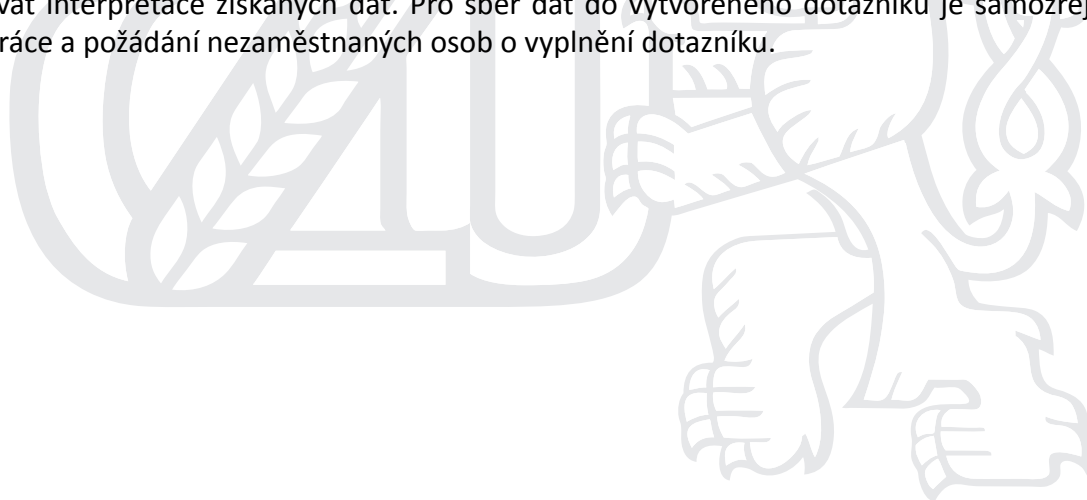 vat interpretace získaných dat. Pro sběr dat do vytvořeného dotazníku je samozřej
ráce a požádání nezaměstnaných osob o vyplnění dotazníku.